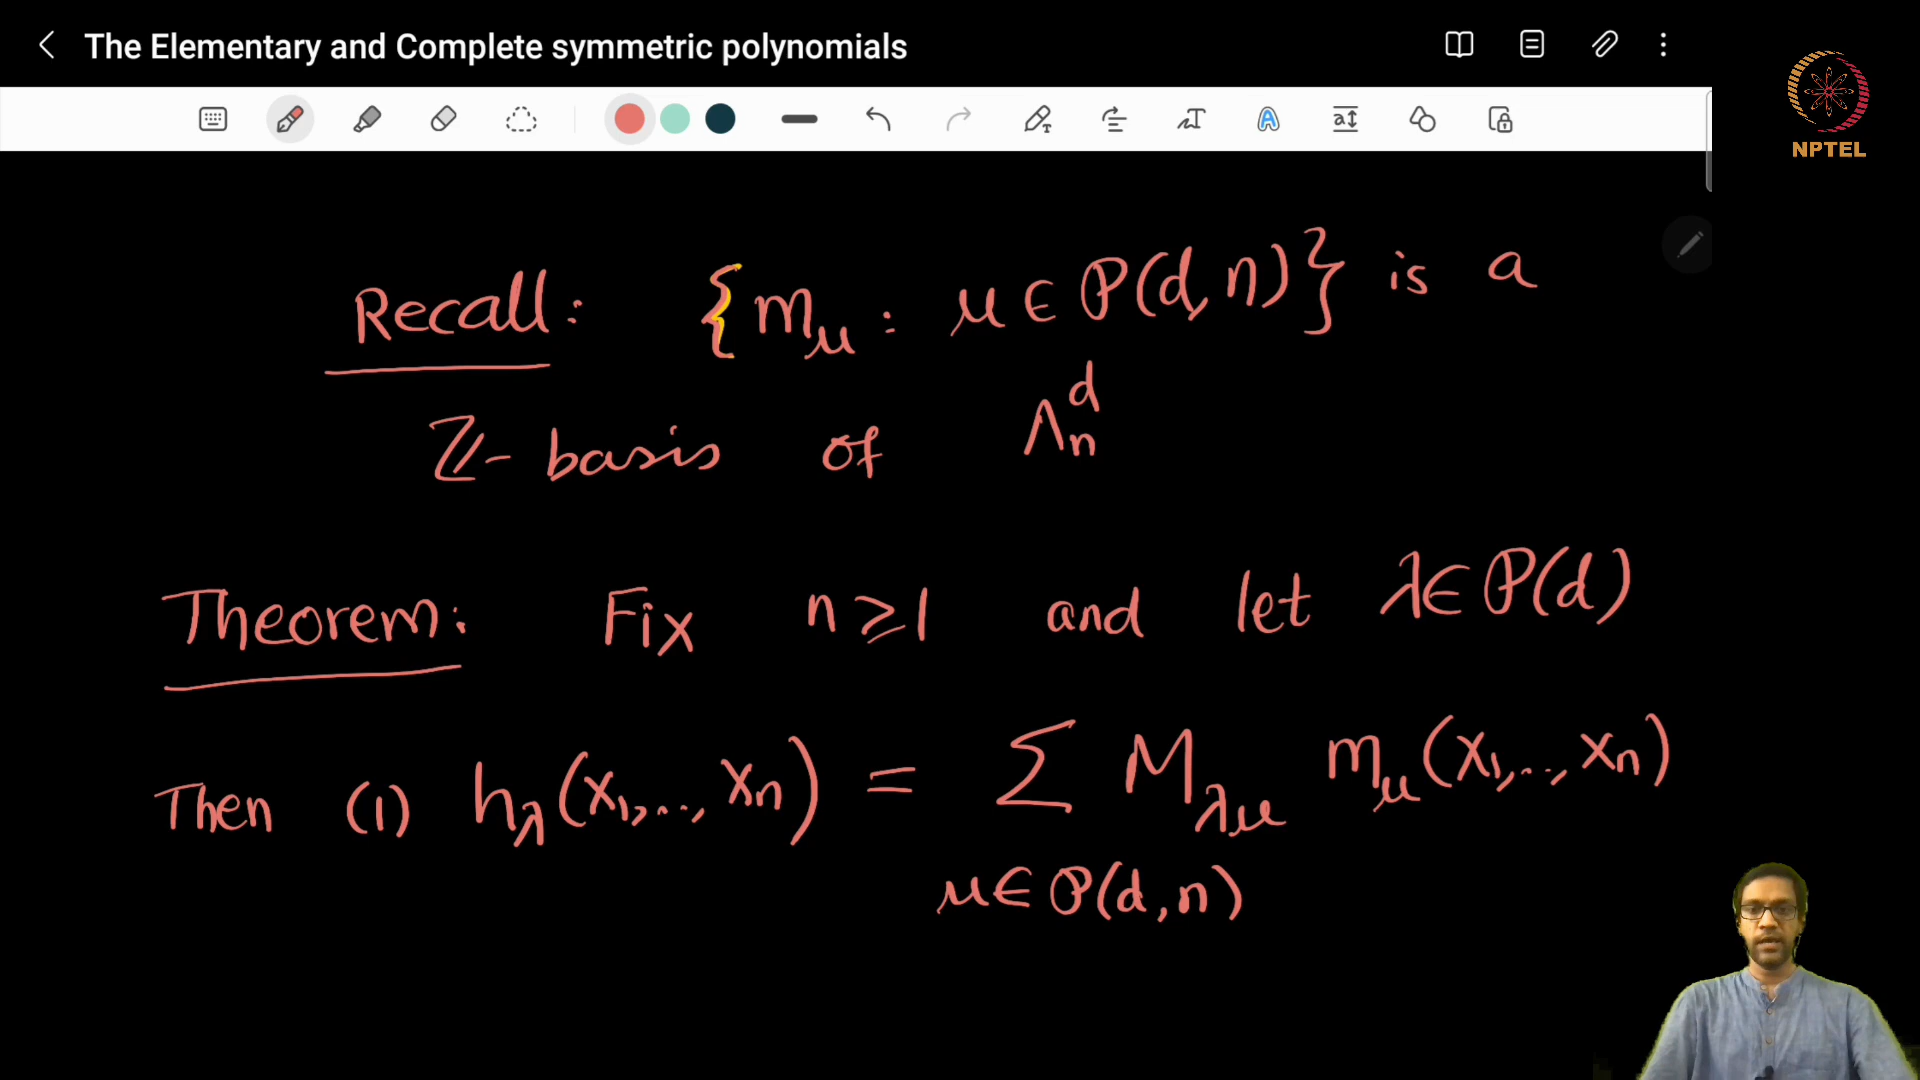 The Elementary and Complete symmetric polynomials
NPTEL
Recall: {m_μ : μ ∈ P(d, n)} is a
ℤ- basis of Λ_n^d
Theorem: Fix n ≥ 1 and let λ ∈ P(d)
Then (1) h_λ(x_1, ..., x_n) = Σ M_λμ m_μ(x_1, ..., x_n)
μ ∈ P(d, n)